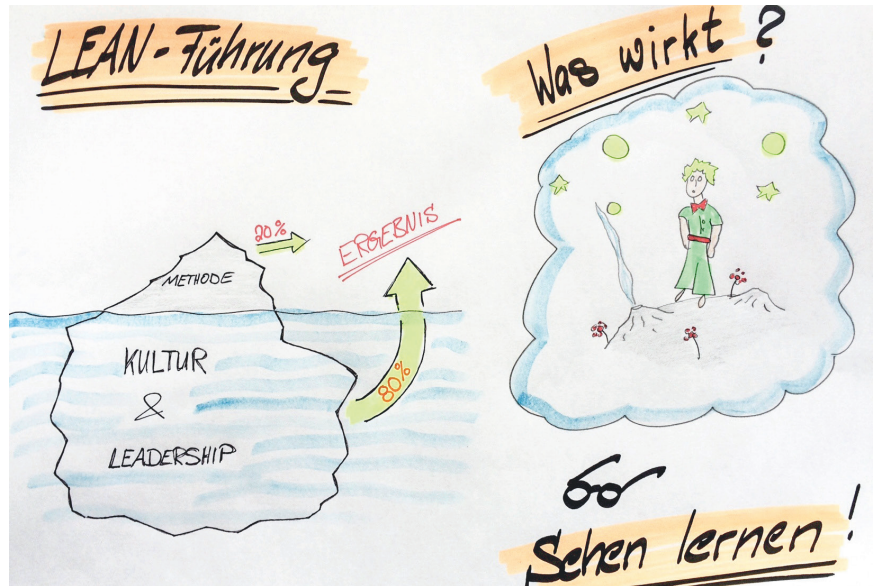 LEAN-Führung
20%
ERGEBNIS
METHODE
KULTUR
&
LEADERSHIP
80%
Was wirkt?
Sehen lernen!